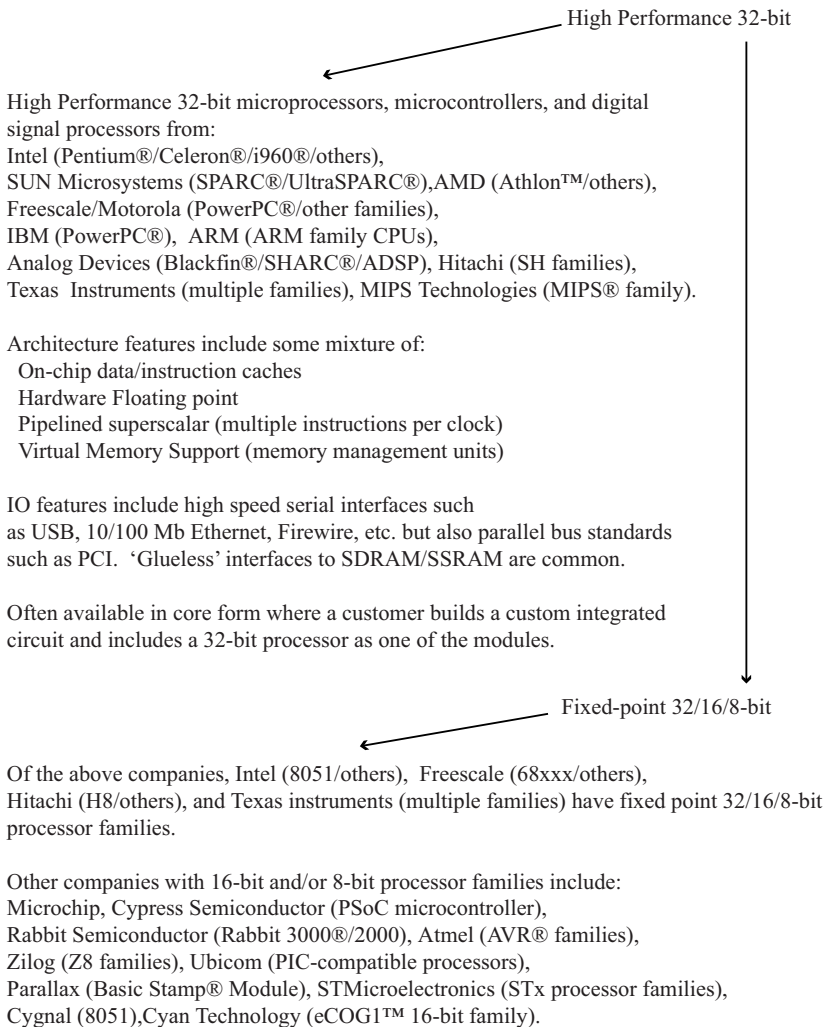 High Performance 32-bit
High Performance 32-bit microprocessors, microcontrollers, and digital
signal processors from:
Intel (Pentium®/Celeron®/i960®/others),
SUN Microsystems (SPARC®/UltraSPARC®),AMD (Athlon™/others),
Freescale/Motorola (PowerPC®/other families),
IBM (PowerPC®), ARM (ARM family CPUs),
Analog Devices (Blackfin®/SHARC®/ADSP), Hitachi (SH families),
Texas Instruments (multiple families), MIPS Technologies (MIPS® family).
Architecture features include some mixture of:
On-chip data/instruction caches
Hardware Floating point
Pipelined superscalar (multiple instructions per clock)
Virtual Memory Support (memory management units)
IO features include high speed serial interfaces such
as USB, 10/100 Mb Ethernet, Firewire, etc. but also parallel bus standards
such as PCI. ‘Glueless’ interfaces to SDRAM/SSRAM are common.
Often available in core form where a customer builds a custom integrated
circuit and includes a 32-bit processor as one of the modules.
Fixed-point 32/16/8-bit
Of the above companies, Intel (8051/others), Freescale (68xxx/others),
Hitachi (H8/others), and Texas instruments (multiple families) have fixed point 32/16/8-bit
processor families.
Other companies with 16-bit and/or 8-bit processor families include:
Microchip, Cypress Semiconductor (PSoC microcontroller),
Rabbit Semiconductor (Rabbit 3000®/2000), Atmel (AVR® families),
Zilog (Z8 families), Ubicom (PIC-compatible processors),
Parallax (Basic Stamp® Module), STMicroelectronics (STx processor families),
Cygnal (8051),Cyan Technology (eCOG1™ 16-bit family).